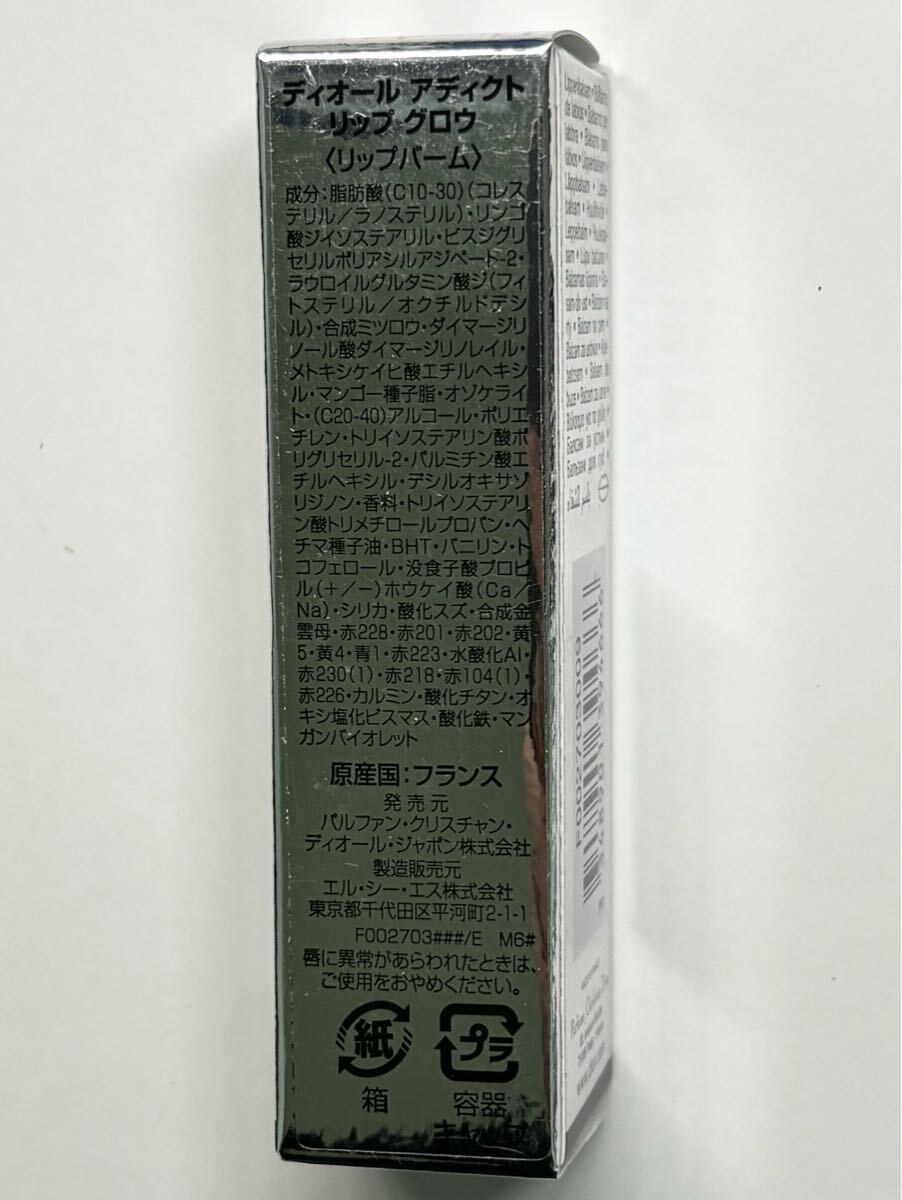 ディオール アディクト
リップ グロウ
〈リップバーム〉
成分：脂肪酸(C10-30)(コレス
テリル／ラノステリル)・リンゴ
酸ジイソステアリル・ビスジグリ
セリルポリアシルアジペート-2・
ラウロイルグルタミン酸ジ(フィ
トステリル／オクチルドデシ
ル)・合成ミツロウ・ダイマージリ
ノール酸ダイマージリノレイル・
メトキシケイヒ酸エチルヘキシ
ル・マンゴー種子脂・オゾケライ
ト・(C20-40)アルコール・ポリエ
チレン・トリイソステアリン酸ポ
リグリセリル-2・パルミチン酸エ
チルヘキシル・デシルオキサゾ
リジノン・香料・トリイソステアリ
ン酸トリメチロールプロパン・ヘ
チマ種子油・BHT・バニリン・ト
コフェロール・没食子酸プロピ
ル(＋／−)ホウケイ酸(Ca／
Na)・シリカ・酸化スズ・合成金
雲母・赤228・赤201・赤202・黄
5・黄4・青1・赤223・水酸化Al・
赤230(1)・赤218・赤104(1)・
赤226・カルミン・酸化チタン・オ
キシ塩化ビスマス・酸化鉄・マン
ガンバイオレット
原産国：フランス
発売元
パルファン・クリスチャン・
ディオール・ジャポン株式会社
製造販売元
エル・シー・エス株式会社
東京都千代田区平河町2-1-1
F002703###/E M6#
唇に異常があらわれたときは、
ご使用をおやめください。
紙
プラ
箱
容器
キャップ
F002703009